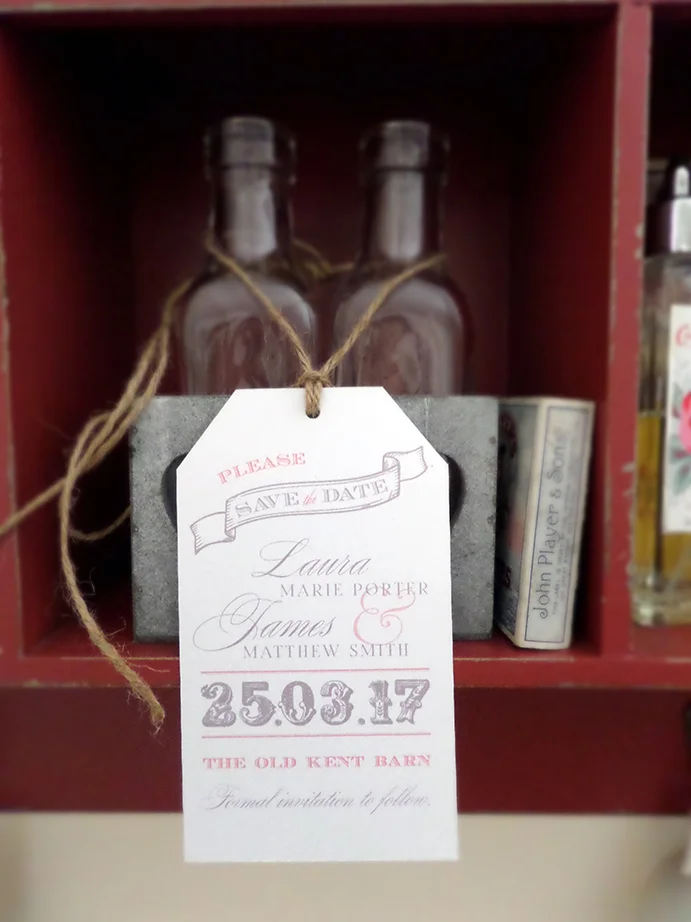 PLEASE
SAVE the DATE
Laura
MARIE PORTER
&
James
MATTHEW SMITH
25.03.17
THE OLD KENT BARN
Formal invitation to follow.
John Player & Sons